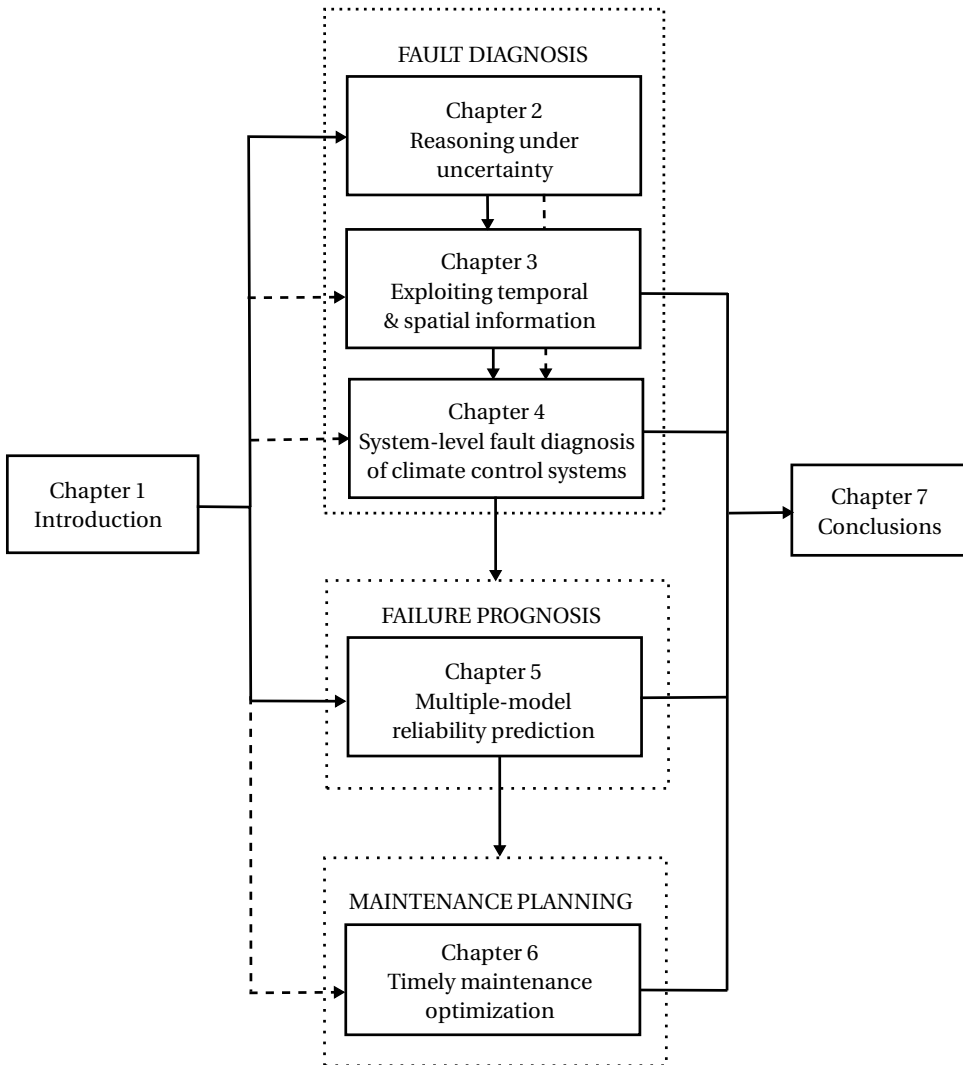 FAULT DIAGNOSIS
Chapter 2
Reasoning under
uncertainty
Chapter 3
Exploiting temporal
& spatial information
Chapter 4
System-level fault diagnosis
of climate control systems
Chapter 1
Introduction
Chapter 7
Conclusions
FAILURE PROGNOSIS
Chapter 5
Multiple-model
reliability prediction
MAINTENANCE PLANNING
Chapter 6
Timely maintenance
optimization